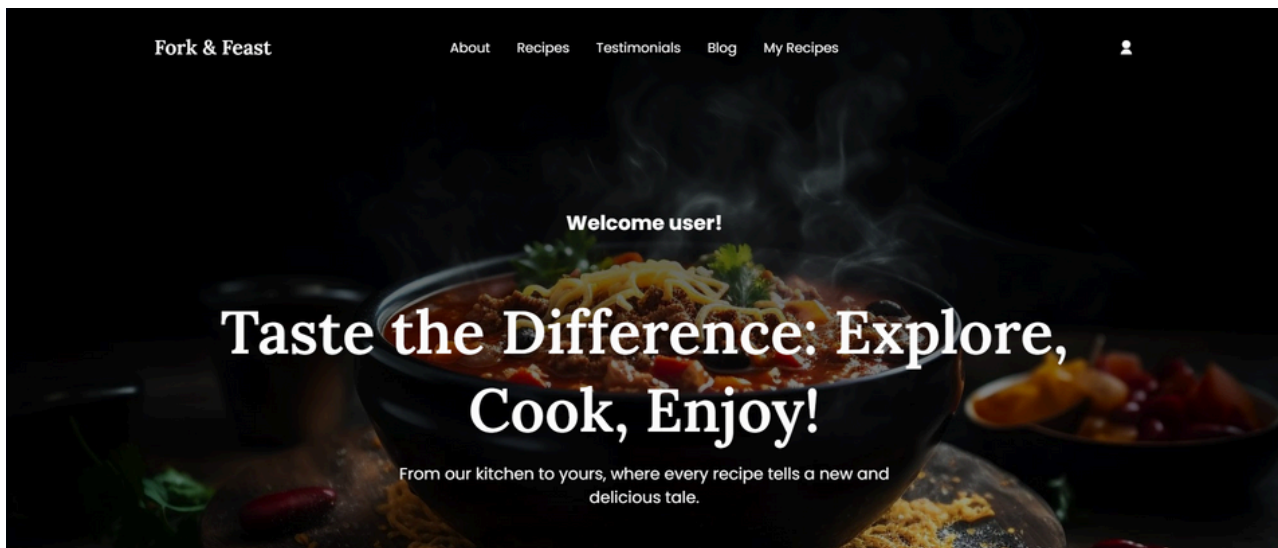 Fork & Feast
About Recipes Testimonials Blog My Recipes
Welcome user!
Taste the Difference: Explore,
Cook, Enjoy!
From our kitchen to yours, where every recipe tells a new and
delicious tale.